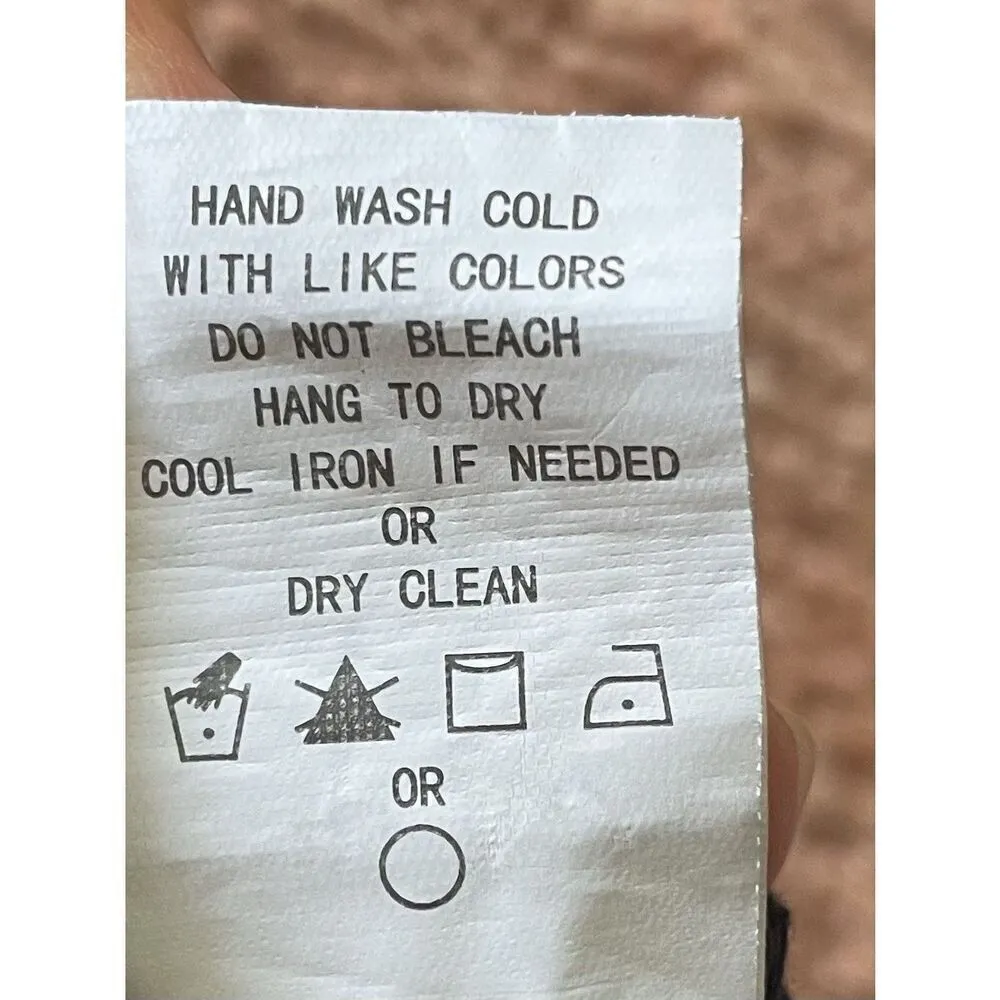 HAND WASH COLD
WITH LIKE COLORS
DO NOT BLEACH
HANG TO DRY
COOL IRON IF NEEDED
OR
DRY CLEAN
OR